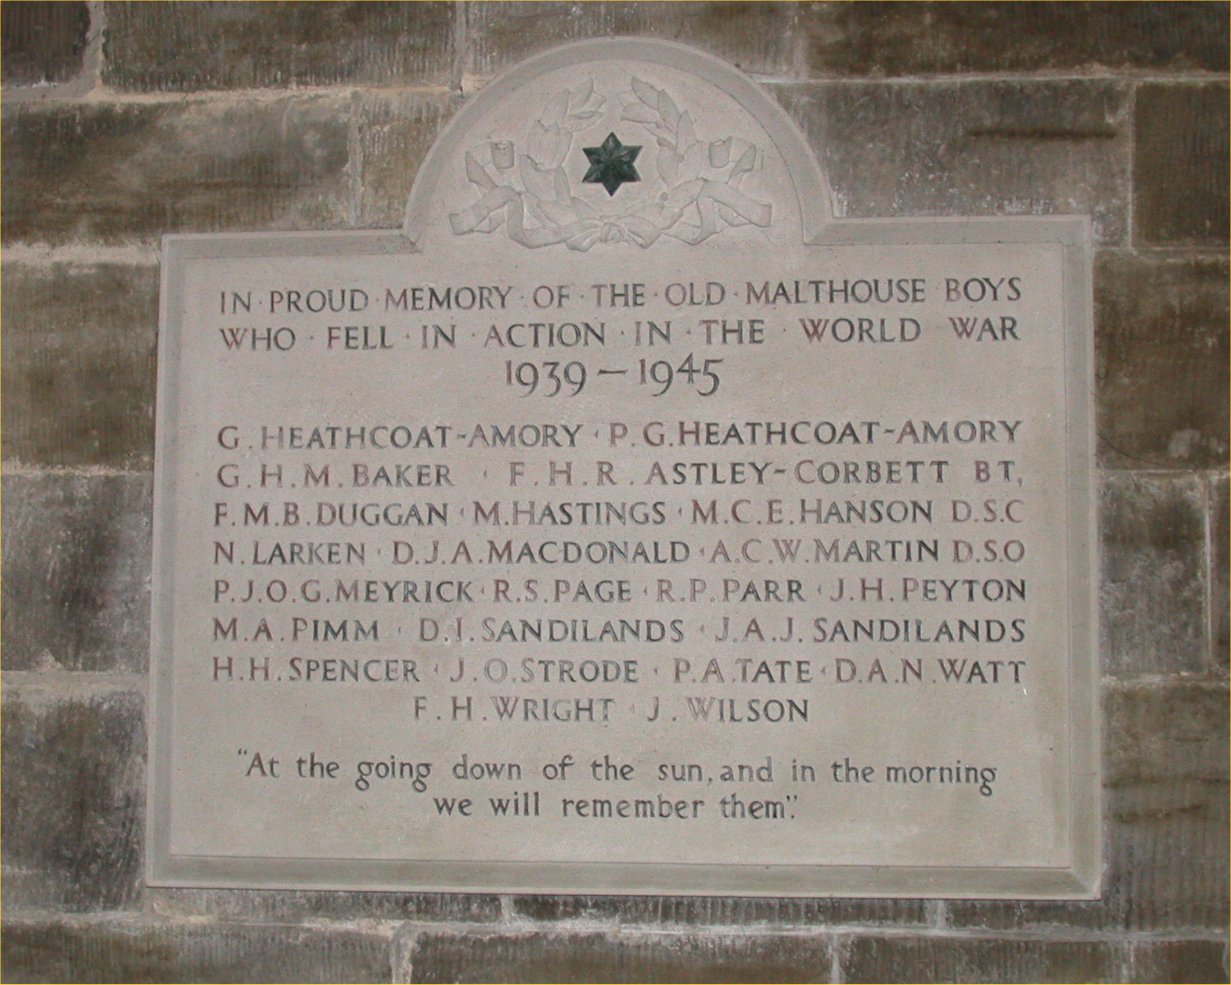 IN · PROUD · MEMORY · OF · THE · OLD · MALTHOUSE BOYS
WHO · FELL · IN · ACTION · IN · THE · WORLD WAR
1939 – 1945
G. HEATHCOAT-AMORY · P.G. HEATHCOAT-AMORY
G.H.M. BAKER · F.H.R. ASTLEY-CORBETT BT,
F.M.B. DUGGAN · M. HASTINGS · M.C.E. HANSON D.S.C
N. LARKEN · D.J.A. MACDONALD · A.C.W. MARTIN D.S.O
P.J.O.G. MEYRICK · R.S. PAGE · R.P. PARR · J.H. PEYTON
M.A. PIMM · D.I. SANDILANDS · J.A.J. SANDILANDS
H.H. SPENCER · J.O. STRODE · P.A. TATE · D.A.N. WATT
F.H. WRIGHT · J. WILSON
"At the going down of the sun, and in the morning
we will remember them".